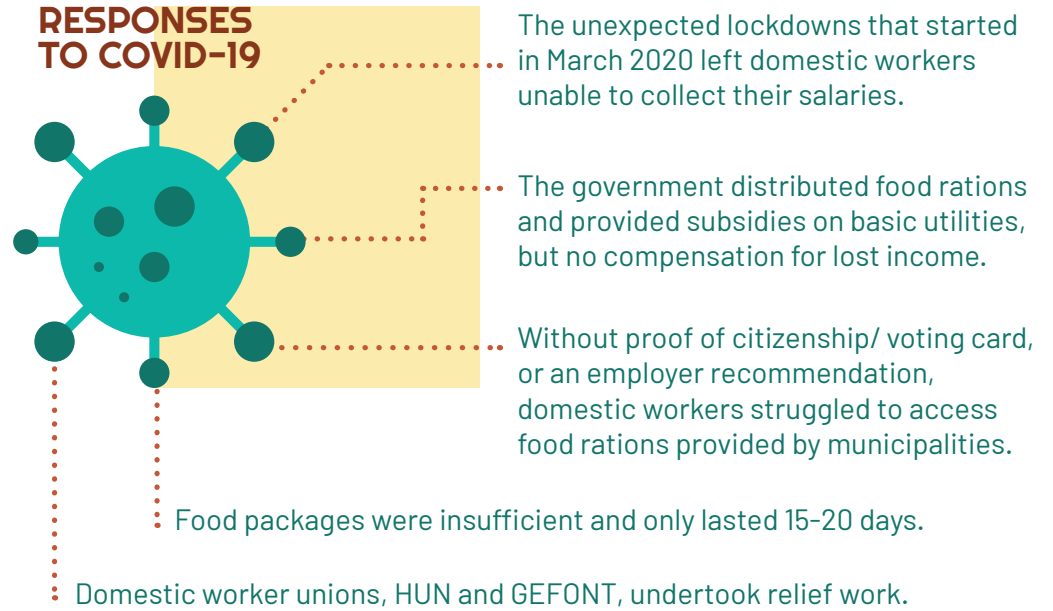 RESPONSES
TO COVID-19
The unexpected lockdowns that started
in March 2020 left domestic workers
unable to collect their salaries.
The government distributed food rations
and provided subsidies on basic utilities,
but no compensation for lost income.
Without proof of citizenship/ voting card,
or an employer recommendation,
domestic workers struggled to access
food rations provided by municipalities.
Food packages were insufficient and only lasted 15-20 days.
Domestic worker unions, HUN and GEFONT, undertook relief work.